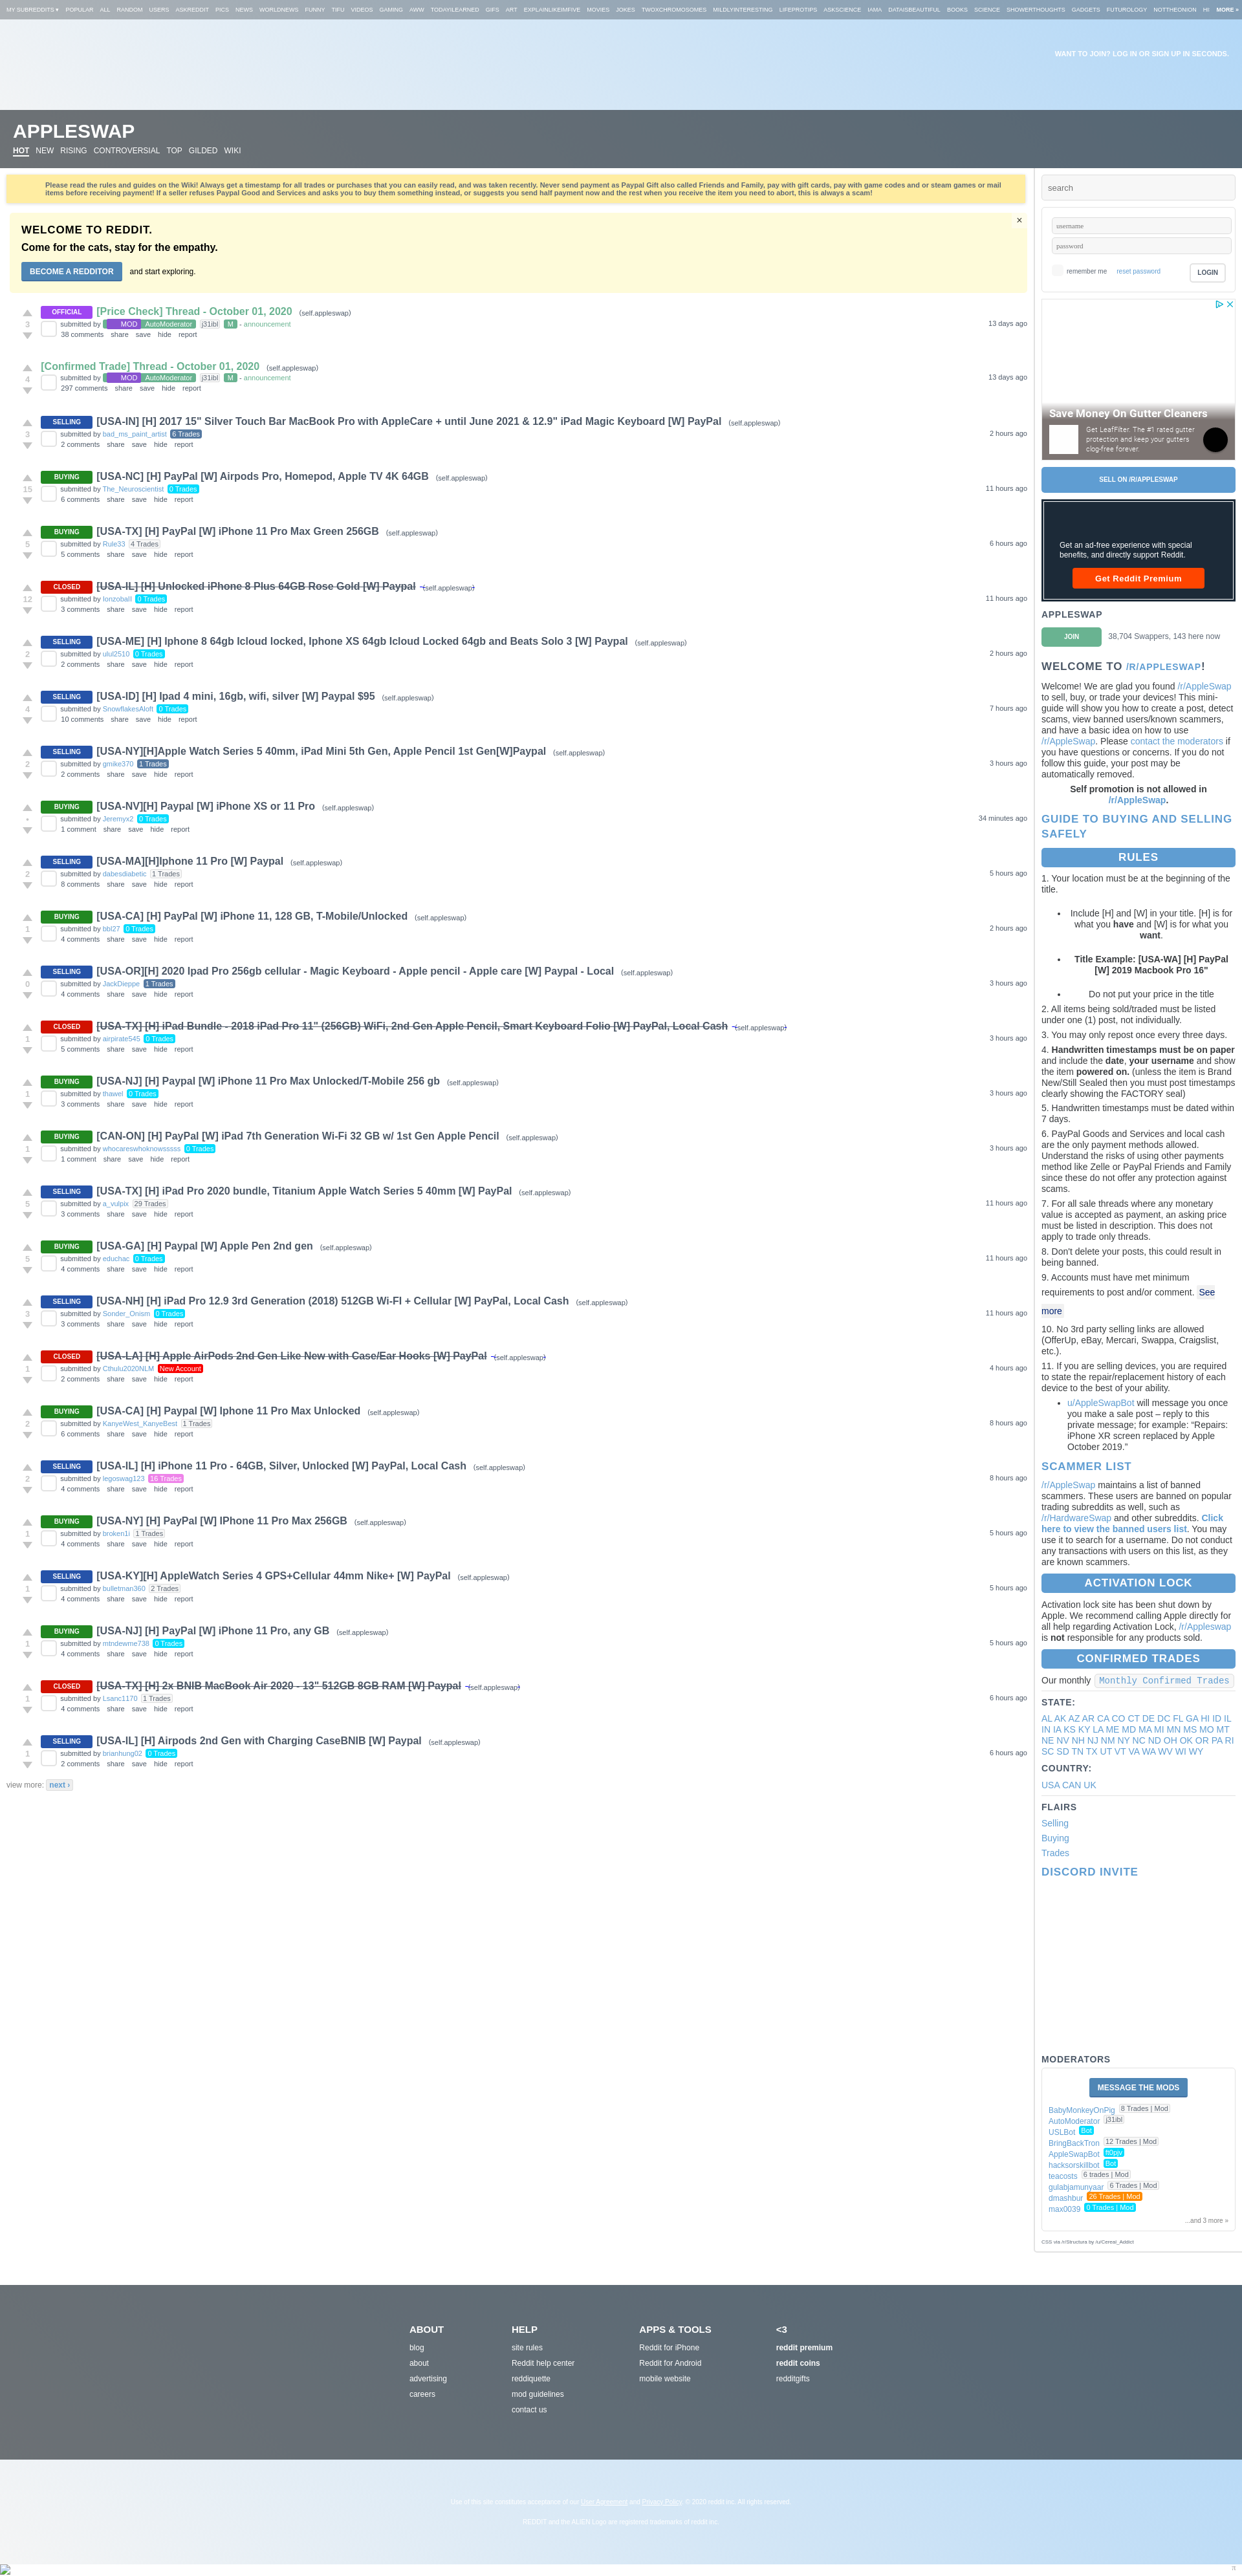 MY SUBREDDITS ▾ POPULAR ALL RANDOM USERS ASKREDDIT PICS NEWS WORLDNEWS FUNNY TIFU VIDEOS GAMING AWW TODAYILEARNED GIFS ART EXPLAINLIKEIMFIVE MOVIES JOKES TWOXCHROMOSOMES MILDLYINTERESTING LIFEPROTIPS ASKSCIENCE IAMA DATAISBEAUTIFUL BOOKS SCIENCE SHOWERTHOUGHTS GADGETS FUTUROLOGY NOTTHEONION HI MORE »
WANT TO JOIN? LOG IN OR SIGN UP IN SECONDS.
APPLESWAP
HOT NEW RISING CONTROVERSIAL TOP GILDED WIKI
Please read the rules and guides on the Wiki! Always get a timestamp for all trades or purchases that you can easily read, and was taken recently. Never send payment as Paypal Gift also called Friends and Family, pay with gift cards, pay with game codes and or steam games or mail
items before receiving payment! If a seller refuses Paypal Good and Services and asks you to buy them something instead, or suggests you send half payment now and the rest when you receive the item you need to abort, this is always a scam!
WELCOME TO REDDIT. ×
Come for the cats, stay for the empathy.
BECOME A REDDITOR and start exploring.
OFFICIAL [Price Check] Thread - October 01, 2020 (self.appleswap)
3 submitted by MOD AutoModerator j31ibl M - announcement 13 days ago
38 comments share save hide report
[Confirmed Trade] Thread - October 01, 2020 (self.appleswap)
4 submitted by MOD AutoModerator j31ibl M - announcement 13 days ago
297 comments share save hide report
SELLING [USA-IN] [H] 2017 15" Silver Touch Bar MacBook Pro with AppleCare + until June 2021 & 12.9" iPad Magic Keyboard [W] PayPal (self.appleswap)
3 submitted by bad_ms_paint_artist 6 Trades 2 hours ago
2 comments share save hide report
BUYING [USA-NC] [H] PayPal [W] Airpods Pro, Homepod, Apple TV 4K 64GB (self.appleswap)
15 submitted by The_Neuroscientist 0 Trades 11 hours ago
6 comments share save hide report
BUYING [USA-TX] [H] PayPal [W] iPhone 11 Pro Max Green 256GB (self.appleswap)
5 submitted by Rule33 4 Trades 6 hours ago
5 comments share save hide report
CLOSED [USA-IL] [H] Unlocked iPhone 8 Plus 64GB Rose Gold [W] Paypal (self.appleswap)
12 submitted by lonzoball 0 Trades 11 hours ago
3 comments share save hide report
SELLING [USA-ME] [H] Iphone 8 64gb Icloud locked, Iphone XS 64gb Icloud Locked 64gb and Beats Solo 3 [W] Paypal (self.appleswap)
2 submitted by ulul2510 0 Trades 2 hours ago
2 comments share save hide report
SELLING [USA-ID] [H] Ipad 4 mini, 16gb, wifi, silver [W] Paypal $95 (self.appleswap)
4 submitted by SnowflakesAloft 0 Trades 7 hours ago
10 comments share save hide report
SELLING [USA-NY][H]Apple Watch Series 5 40mm, iPad Mini 5th Gen, Apple Pencil 1st Gen[W]Paypal (self.appleswap)
2 submitted by gmike370 1 Trades 3 hours ago
2 comments share save hide report
BUYING [USA-NV][H] Paypal [W] iPhone XS or 11 Pro (self.appleswap)
• submitted by Jeremyx2 0 Trades 34 minutes ago
1 comment share save hide report
SELLING [USA-MA][H]Iphone 11 Pro [W] Paypal (self.appleswap)
2 submitted by dabesdiabetic 1 Trades 5 hours ago
8 comments share save hide report
BUYING [USA-CA] [H] PayPal [W] iPhone 11, 128 GB, T-Mobile/Unlocked (self.appleswap)
1 submitted by bbl27 0 Trades 2 hours ago
4 comments share save hide report
SELLING [USA-OR][H] 2020 Ipad Pro 256gb cellular - Magic Keyboard - Apple pencil - Apple care [W] Paypal - Local (self.appleswap)
0 submitted by JackDieppe 1 Trades 3 hours ago
4 comments share save hide report
CLOSED [USA-TX] [H] iPad Bundle - 2018 iPad Pro 11" (256GB) WiFi, 2nd Gen Apple Pencil, Smart Keyboard Folio [W] PayPal, Local Cash (self.appleswap)
1 submitted by airpirate545 0 Trades 3 hours ago
5 comments share save hide report
BUYING [USA-NJ] [H] Paypal [W] iPhone 11 Pro Max Unlocked/T-Mobile 256 gb (self.appleswap)
1 submitted by thawel 0 Trades 3 hours ago
3 comments share save hide report
BUYING [CAN-ON] [H] PayPal [W] iPad 7th Generation Wi-Fi 32 GB w/ 1st Gen Apple Pencil (self.appleswap)
1 submitted by whocareswhoknowsssss 0 Trades 3 hours ago
1 comment share save hide report
SELLING [USA-TX] [H] iPad Pro 2020 bundle, Titanium Apple Watch Series 5 40mm [W] PayPal (self.appleswap)
5 submitted by a_vulpix 29 Trades 11 hours ago
3 comments share save hide report
BUYING [USA-GA] [H] Paypal [W] Apple Pen 2nd gen (self.appleswap)
5 submitted by educhac 0 Trades 11 hours ago
4 comments share save hide report
SELLING [USA-NH] [H] iPad Pro 12.9 3rd Generation (2018) 512GB Wi-FI + Cellular [W] PayPal, Local Cash (self.appleswap)
3 submitted by Sonder_Onism 0 Trades 11 hours ago
3 comments share save hide report
CLOSED [USA-LA] [H] Apple AirPods 2nd Gen Like New with Case/Ear Hooks [W] PayPal (self.appleswap)
1 submitted by Cthulu2020NLM New Account 4 hours ago
2 comments share save hide report
BUYING [USA-CA] [H] Paypal [W] Iphone 11 Pro Max Unlocked (self.appleswap)
2 submitted by KanyeWest_KanyeBest 1 Trades 8 hours ago
6 comments share save hide report
SELLING [USA-IL] [H] iPhone 11 Pro - 64GB, Silver, Unlocked [W] PayPal, Local Cash (self.appleswap)
2 submitted by legoswag123 16 Trades 8 hours ago
4 comments share save hide report
BUYING [USA-NY] [H] PayPal [W] IPhone 11 Pro Max 256GB (self.appleswap)
1 submitted by broken1i 1 Trades 5 hours ago
4 comments share save hide report
SELLING [USA-KY][H] AppleWatch Series 4 GPS+Cellular 44mm Nike+ [W] PayPal (self.appleswap)
1 submitted by bulletman360 2 Trades 5 hours ago
4 comments share save hide report
BUYING [USA-NJ] [H] PayPal [W] iPhone 11 Pro, any GB (self.appleswap)
1 submitted by mtndewme738 0 Trades 5 hours ago
4 comments share save hide report
CLOSED [USA-TX] [H] 2x BNIB MacBook Air 2020 - 13" 512GB 8GB RAM [W] Paypal (self.appleswap)
1 submitted by Lsanc1170 1 Trades 6 hours ago
4 comments share save hide report
SELLING [USA-IL] [H] Airpods 2nd Gen with Charging CaseBNIB [W] Paypal (self.appleswap)
1 submitted by brianhung02 0 Trades 6 hours ago
2 comments share save hide report
view more: next ›
search
username
password
remember me reset password LOGIN
Save Money On Gutter Cleaners
Get LeafFilter. The #1 rated gutter
protection and keep your gutters
clog-free forever.
SELL ON /R/APPLESWAP
Get an ad-free experience with special
benefits, and directly support Reddit.
Get Reddit Premium
APPLESWAP
JOIN 38,704 Swappers, 143 here now
WELCOME TO /R/APPLESWAP!
Welcome! We are glad you found /r/AppleSwap
to sell, buy, or trade your devices! This mini-
guide will show you how to create a post, detect
scams, view banned users/known scammers,
and have a basic idea on how to use
/r/AppleSwap. Please contact the moderators if
you have questions or concerns. If you do not
follow this guide, your post may be
automatically removed.
Self promotion is not allowed in
/r/AppleSwap.
GUIDE TO BUYING AND SELLING
SAFELY
RULES
1. Your location must be at the beginning of the
title.
• Include [H] and [W] in your title. [H] is for
what you have and [W] is for what you
want.
• Title Example: [USA-WA] [H] PayPal
[W] 2019 Macbook Pro 16"
• Do not put your price in the title
2. All items being sold/traded must be listed
under one (1) post, not individually.
3. You may only repost once every three days.
4. Handwritten timestamps must be on paper
and include the date, your username and show
the item powered on. (unless the item is Brand
New/Still Sealed then you must post timestamps
clearly showing the FACTORY seal)
5. Handwritten timestamps must be dated within
7 days.
6. PayPal Goods and Services and local cash
are the only payment methods allowed.
Understand the risks of using other payments
method like Zelle or PayPal Friends and Family
since these do not offer any protection against
scams.
7. For all sale threads where any monetary
value is accepted as payment, an asking price
must be listed in description. This does not
apply to trade only threads.
8. Don't delete your posts, this could result in
being banned.
9. Accounts must have met minimum
requirements to post and/or comment. See
more
10. No 3rd party selling links are allowed
(OfferUp, eBay, Mercari, Swappa, Craigslist,
etc.).
11. If you are selling devices, you are required
to state the repair/replacement history of each
device to the best of your ability.
• u/AppleSwapBot will message you once
you make a sale post – reply to this
private message; for example: “Repairs:
iPhone XR screen replaced by Apple
October 2019.”
SCAMMER LIST
/r/AppleSwap maintains a list of banned
scammers. These users are banned on popular
trading subreddits as well, such as
/r/HardwareSwap and other subreddits. Click
here to view the banned users list. You may
use it to search for a username. Do not conduct
any transactions with users on this list, as they
are known scammers.
ACTIVATION LOCK
Activation lock site has been shut down by
Apple. We recommend calling Apple directly for
all help regarding Activation Lock, /r/Appleswap
is not responsible for any products sold.
CONFIRMED TRADES
Our monthly Monthly Confirmed Trades
STATE:
AL AK AZ AR CA CO CT DE DC FL GA HI ID IL
IN IA KS KY LA ME MD MA MI MN MS MO MT
NE NV NH NJ NM NY NC ND OH OK OR PA RI
SC SD TN TX UT VT VA WA WV WI WY
COUNTRY:
USA CAN UK
FLAIRS
Selling
Buying
Trades
DISCORD INVITE
MODERATORS
MESSAGE THE MODS
BabyMonkeyOnPig 8 Trades | Mod
AutoModerator j31ibl
USLBot Bot
BringBackTron 12 Trades | Mod
AppleSwapBot ft0pjv
hacksorskillbot Bot
teacosts 6 trades | Mod
gulabjamunyaar 6 Trades | Mod
dmashbur 26 Trades | Mod
max0039 0 Trades | Mod
...and 3 more »
CSS via /r/Structura by /u/Cereal_Addict
ABOUT
blog
about
advertising
careers
HELP
site rules
Reddit help center
reddiquette
mod guidelines
contact us
APPS & TOOLS
Reddit for iPhone
Reddit for Android
mobile website
<3
reddit premium
reddit coins
redditgifts
Use of this site constitutes acceptance of our User Agreement and Privacy Policy. © 2020 reddit inc. All rights reserved.
REDDIT and the ALIEN Logo are registered trademarks of reddit inc.
π